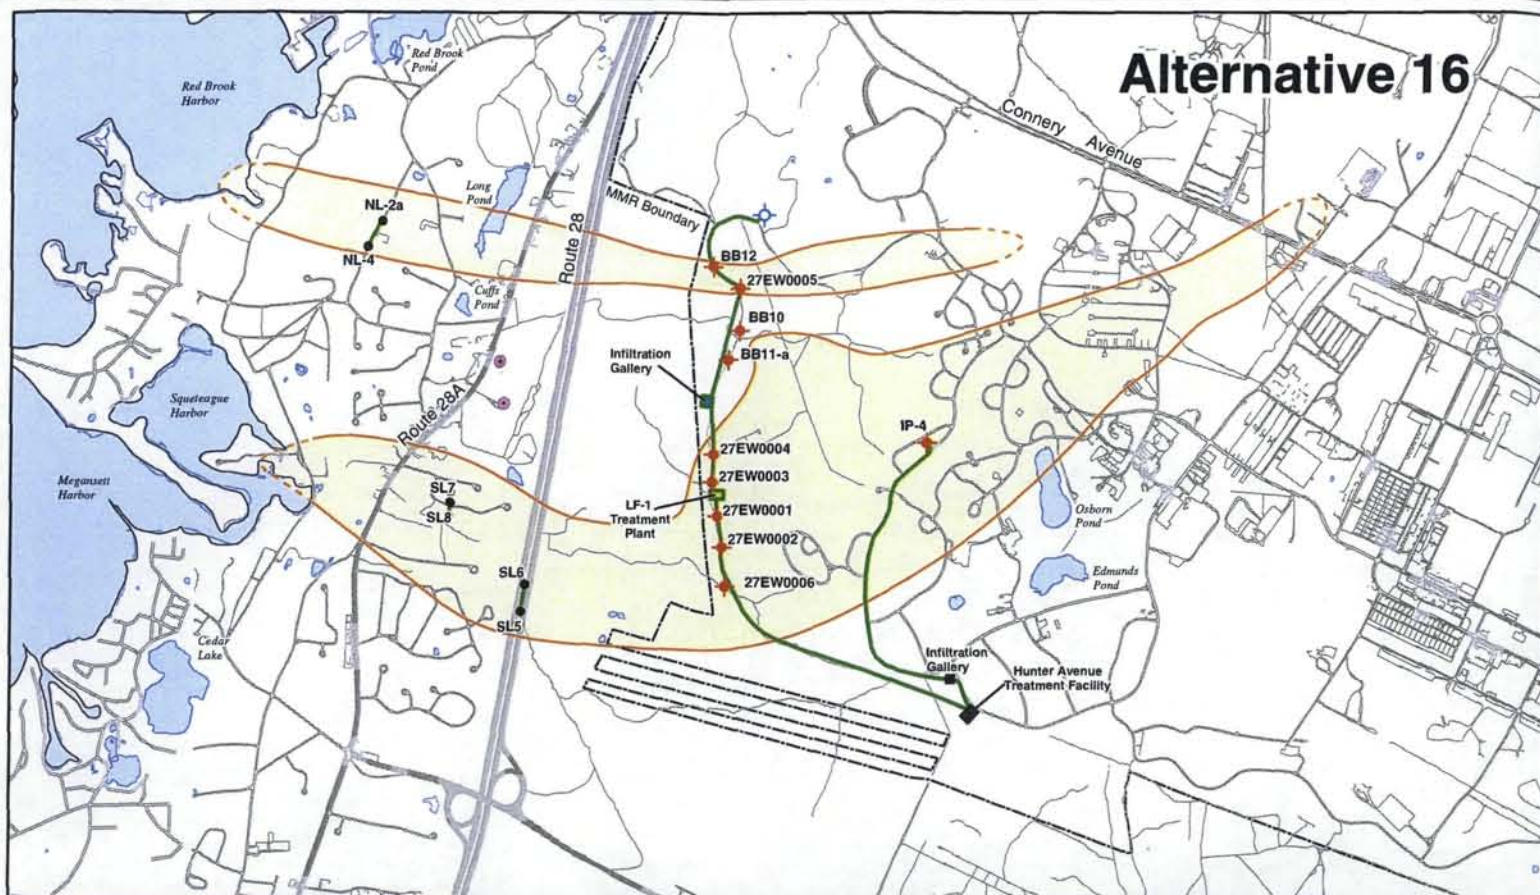 Alternative 16
Red Brook
Pond
Red Brook
Harbor
Connery Avenue
Long
Pond
MMR Boundary
NL-2a
NL-4
Route 28
BB12
27EW0005
Cuffs
Pond
BB10
BB11-a
Infiltration
Gallery
Squeteague
Harbor
Route 28A
IP-4
27EW0004
27EW0003
Megansett
Harbor
SL7
SL8
LF-1
Treatment
Plant
27EW0001
Osborn
Pond
27EW0002
SL6
27EW0006
Edmunds
Pond
SL5
Cedar
Lake
Infiltration
Gallery
Hunter Avenue
Treatment Facility